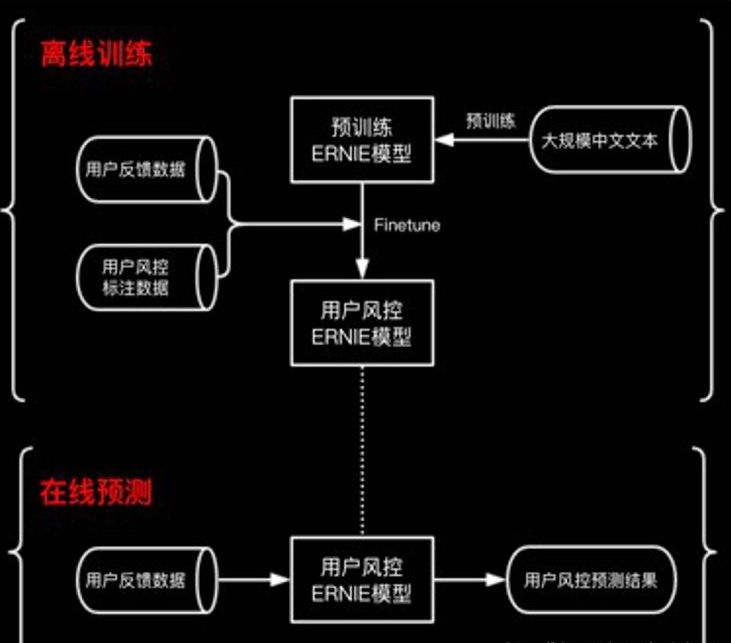 离线训练
预训练
ERNIE模型
预训练
大规模中文文本
用户反馈数据
Finetune
用户风控
标注数据
用户风控
ERNIE模型
在线预测
用户反馈数据
用户风控
ERNIE模型
用户风控预测结果